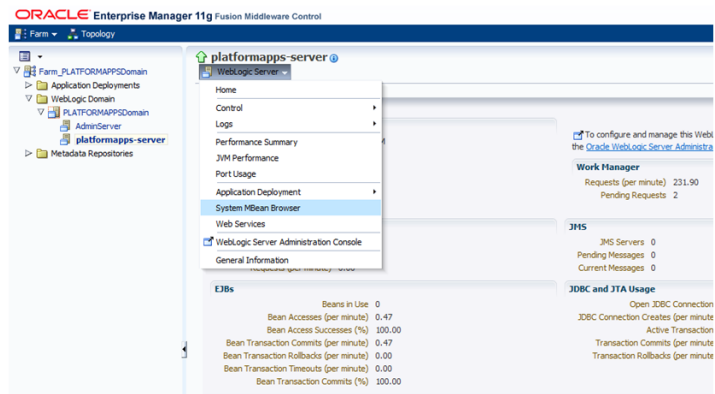 ORACLE Enterprise Manager 11g Fusion Middleware Control
Farm Topology
Farm_PLATFORMAPPSDomain
Application Deployments
WebLogic Domain
PLATFORMAPPSDomain
AdminServer
platformapps-server
Metadata Repositories
platformapps-server
WebLogic Server
Home
Control
Logs
Performance Summary
JVM Performance
Port Usage
Application Deployment
System MBean Browser
Web Services
WebLogic Server Administration Console
General Information
Requests (per minute) 0.00
EJBs
Beans in Use 0
Bean Accesses (per minute) 0.47
Bean Access Successes (%) 100.00
Bean Transaction Commits (per minute) 0.47
Bean Transaction Rollbacks (per minute) 0.00
Bean Transaction Timeouts (per minute) 0.00
Bean Transaction Commits (%) 100.00
To configure and manage this WebL
the Oracle WebLogic Server Administra
Work Manager
Requests (per minute) 231.90
Pending Requests 2
JMS
JMS Servers 0
Pending Messages 0
Current Messages 0
JDBC and JTA Usage
Open JDBC Connection
JDBC Connection Creates (per minute
Active Transaction
Transaction Commits (per minute
Transaction Rollbacks (per minute